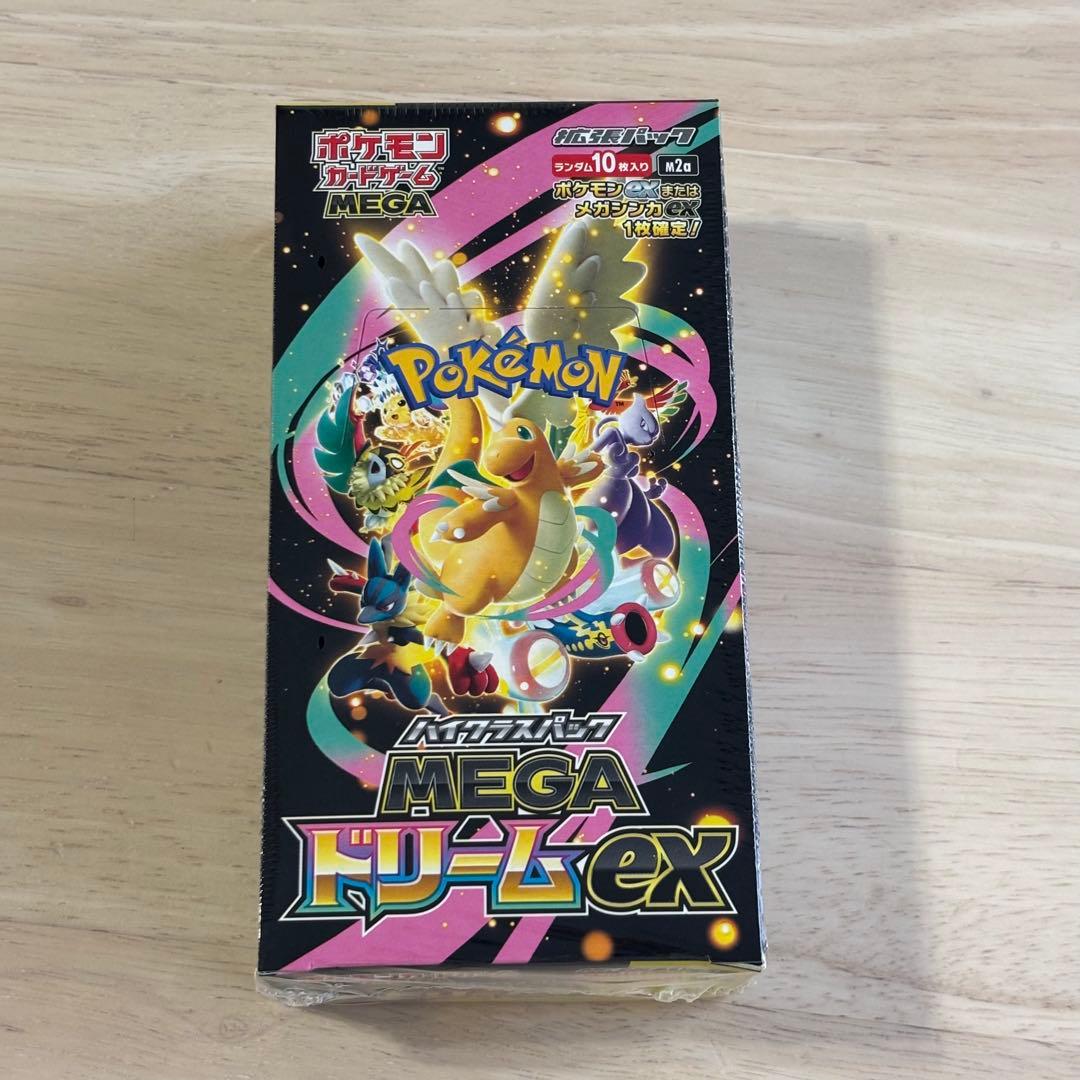 ポケモン
カードゲーム
MEGA
拡張パック
ランダム10枚入り M2a
ポケモンexまたは
メガシンカex
1枚確定!
POKéMON
TM
ハイクラスパック
MEGA
ドリームex